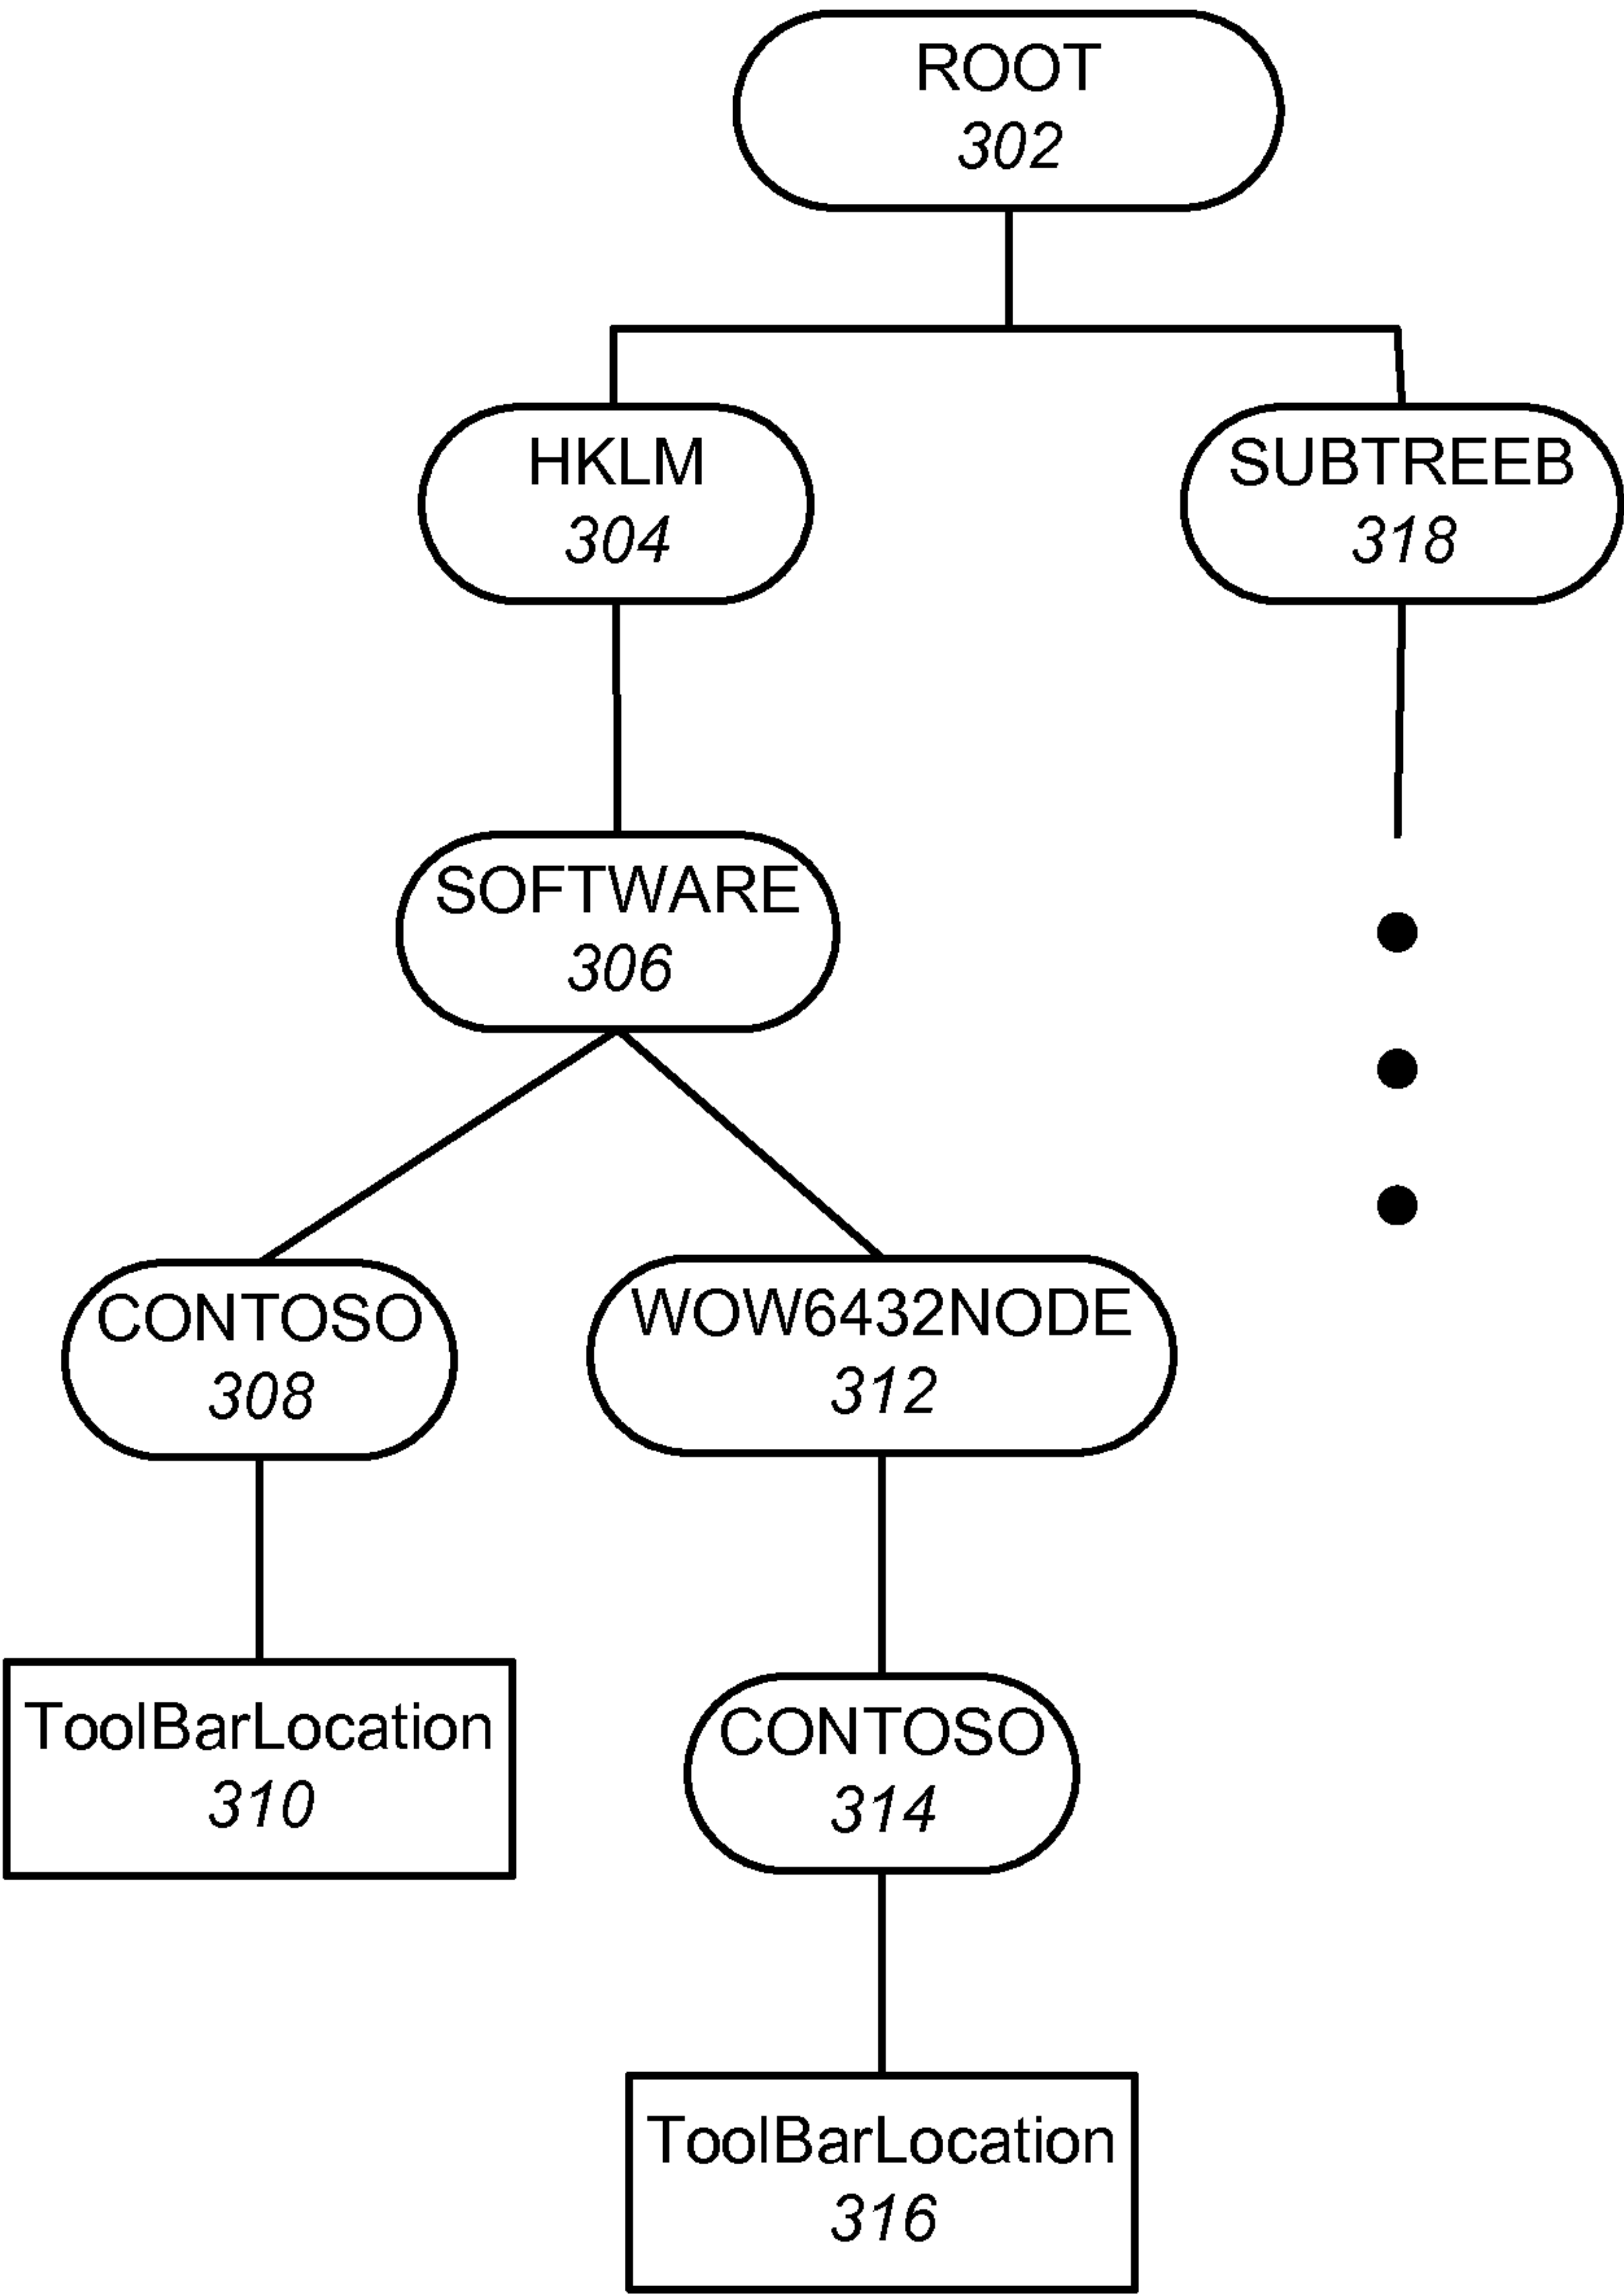 ROOT
302
HKLM
304
SUBTREEB
318
SOFTWARE
306
CONTOSO
308
WOW6432NODE
312
ToolBarLocation
310
CONTOSO
314
ToolBarLocation
316